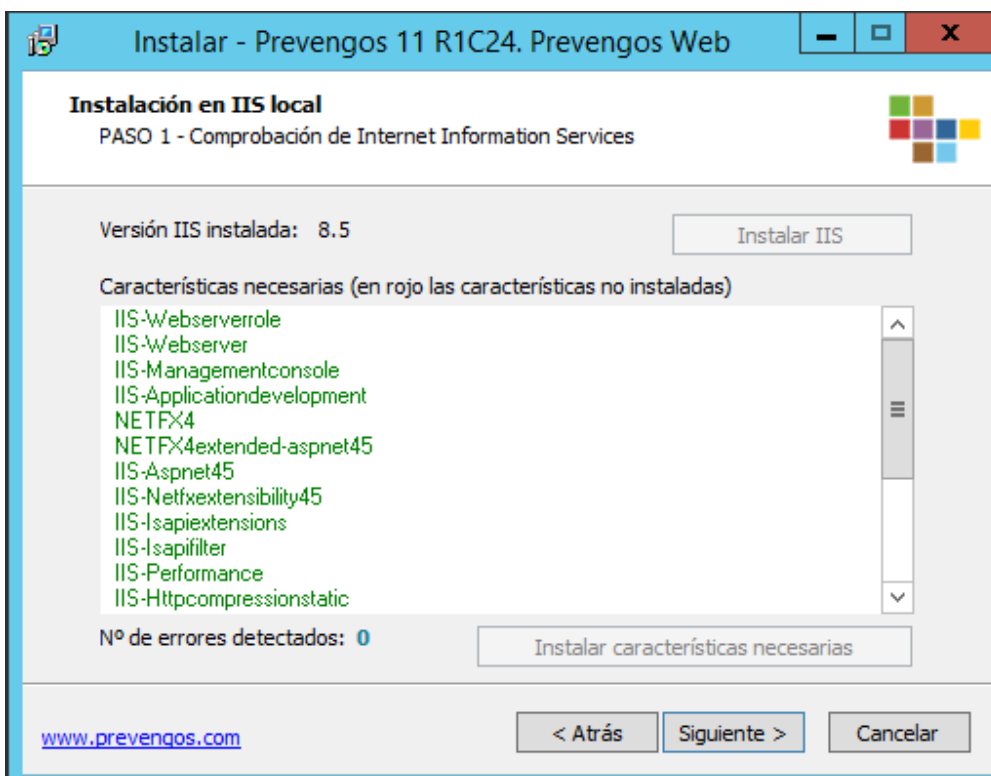 Instalar - Prevengos 11 R1C24. Prevengos Web
Instalación en IIS local
PASO 1 - Comprobación de Internet Information Services
Versión IIS instalada: 8.5
Instalar IIS
Características necesarias (en rojo las características no instaladas)
IIS-Webserverrole
IIS-Webserver
IIS-Managementconsole
IIS-Applicationdevelopment
NETFX4
NETFX4extended-aspnet45
IIS-Aspnet45
IIS-Netfxextensibility45
IIS-Isapiextensions
IIS-Isapifilter
IIS-Performance
IIS-Httpcompressionstatic
Nº de errores detectados: 0
Instalar características necesarias
www.prevengos.com
< Atrás
Siguiente >
Cancelar